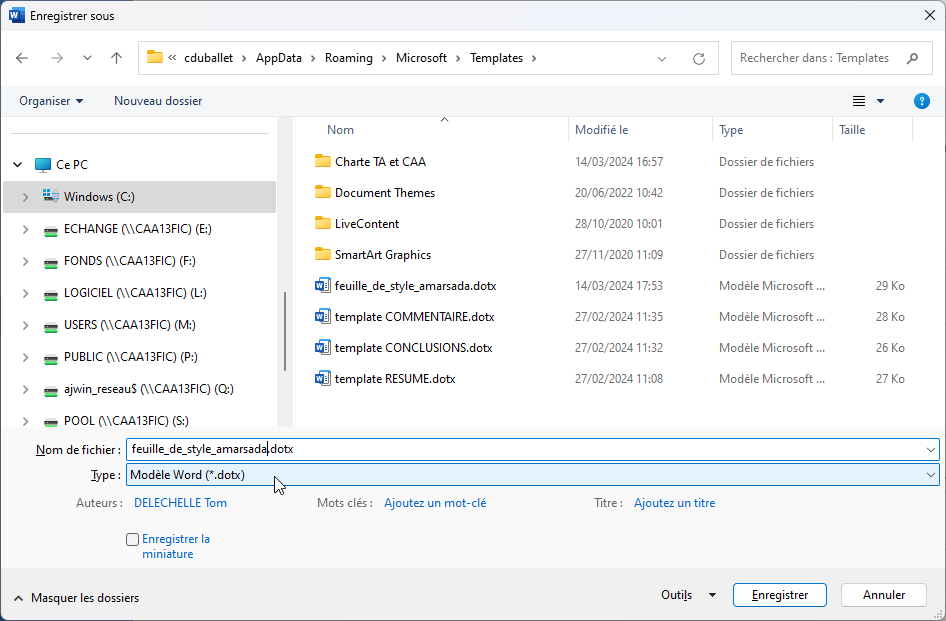 Enregistrer sous
« cduballet › AppData › Roaming › Microsoft › Templates ›
Rechercher dans : Templates
Organiser
Nouveau dossier
?
Nom
Modifié le
Type
Taille
Ce PC
Windows (C:)
ECHANGE (\\CAA13FIC) (E:)
FONDS (\\CAA13FIC) (F:)
LOGICIEL (\\CAA13FIC) (L:)
USERS (\\CAA13FIC) (M:)
PUBLIC (\\CAA13FIC) (P:)
ajwin_reseau$ (\\CAA13FIC) (Q:)
POOL (\\CAA13FIC) (S:)
Charte TA et CAA 14/03/2024 16:57 Dossier de fichiers
Document Themes 20/06/2022 10:42 Dossier de fichiers
LiveContent 28/10/2020 10:01 Dossier de fichiers
SmartArt Graphics 27/11/2020 11:09 Dossier de fichiers
feuille_de_style_amarsada.dotx 14/03/2024 17:53 Modèle Microsoft ... 29 Ko
template COMMENTAIRE.dotx 27/02/2024 11:35 Modèle Microsoft ... 28 Ko
template CONCLUSIONS.dotx 27/02/2024 11:32 Modèle Microsoft ... 26 Ko
template RESUME.dotx 27/02/2024 11:08 Modèle Microsoft ... 27 Ko
Nom de fichier : feuille_de_style_amarsada.dotx
Type : Modèle Word (*.dotx)
Auteurs : DELECHELLE Tom
Mots clés : Ajoutez un mot-clé
Titre : Ajoutez un titre
Enregistrer la
miniature
Masquer les dossiers
Outils
Enregistrer
Annuler